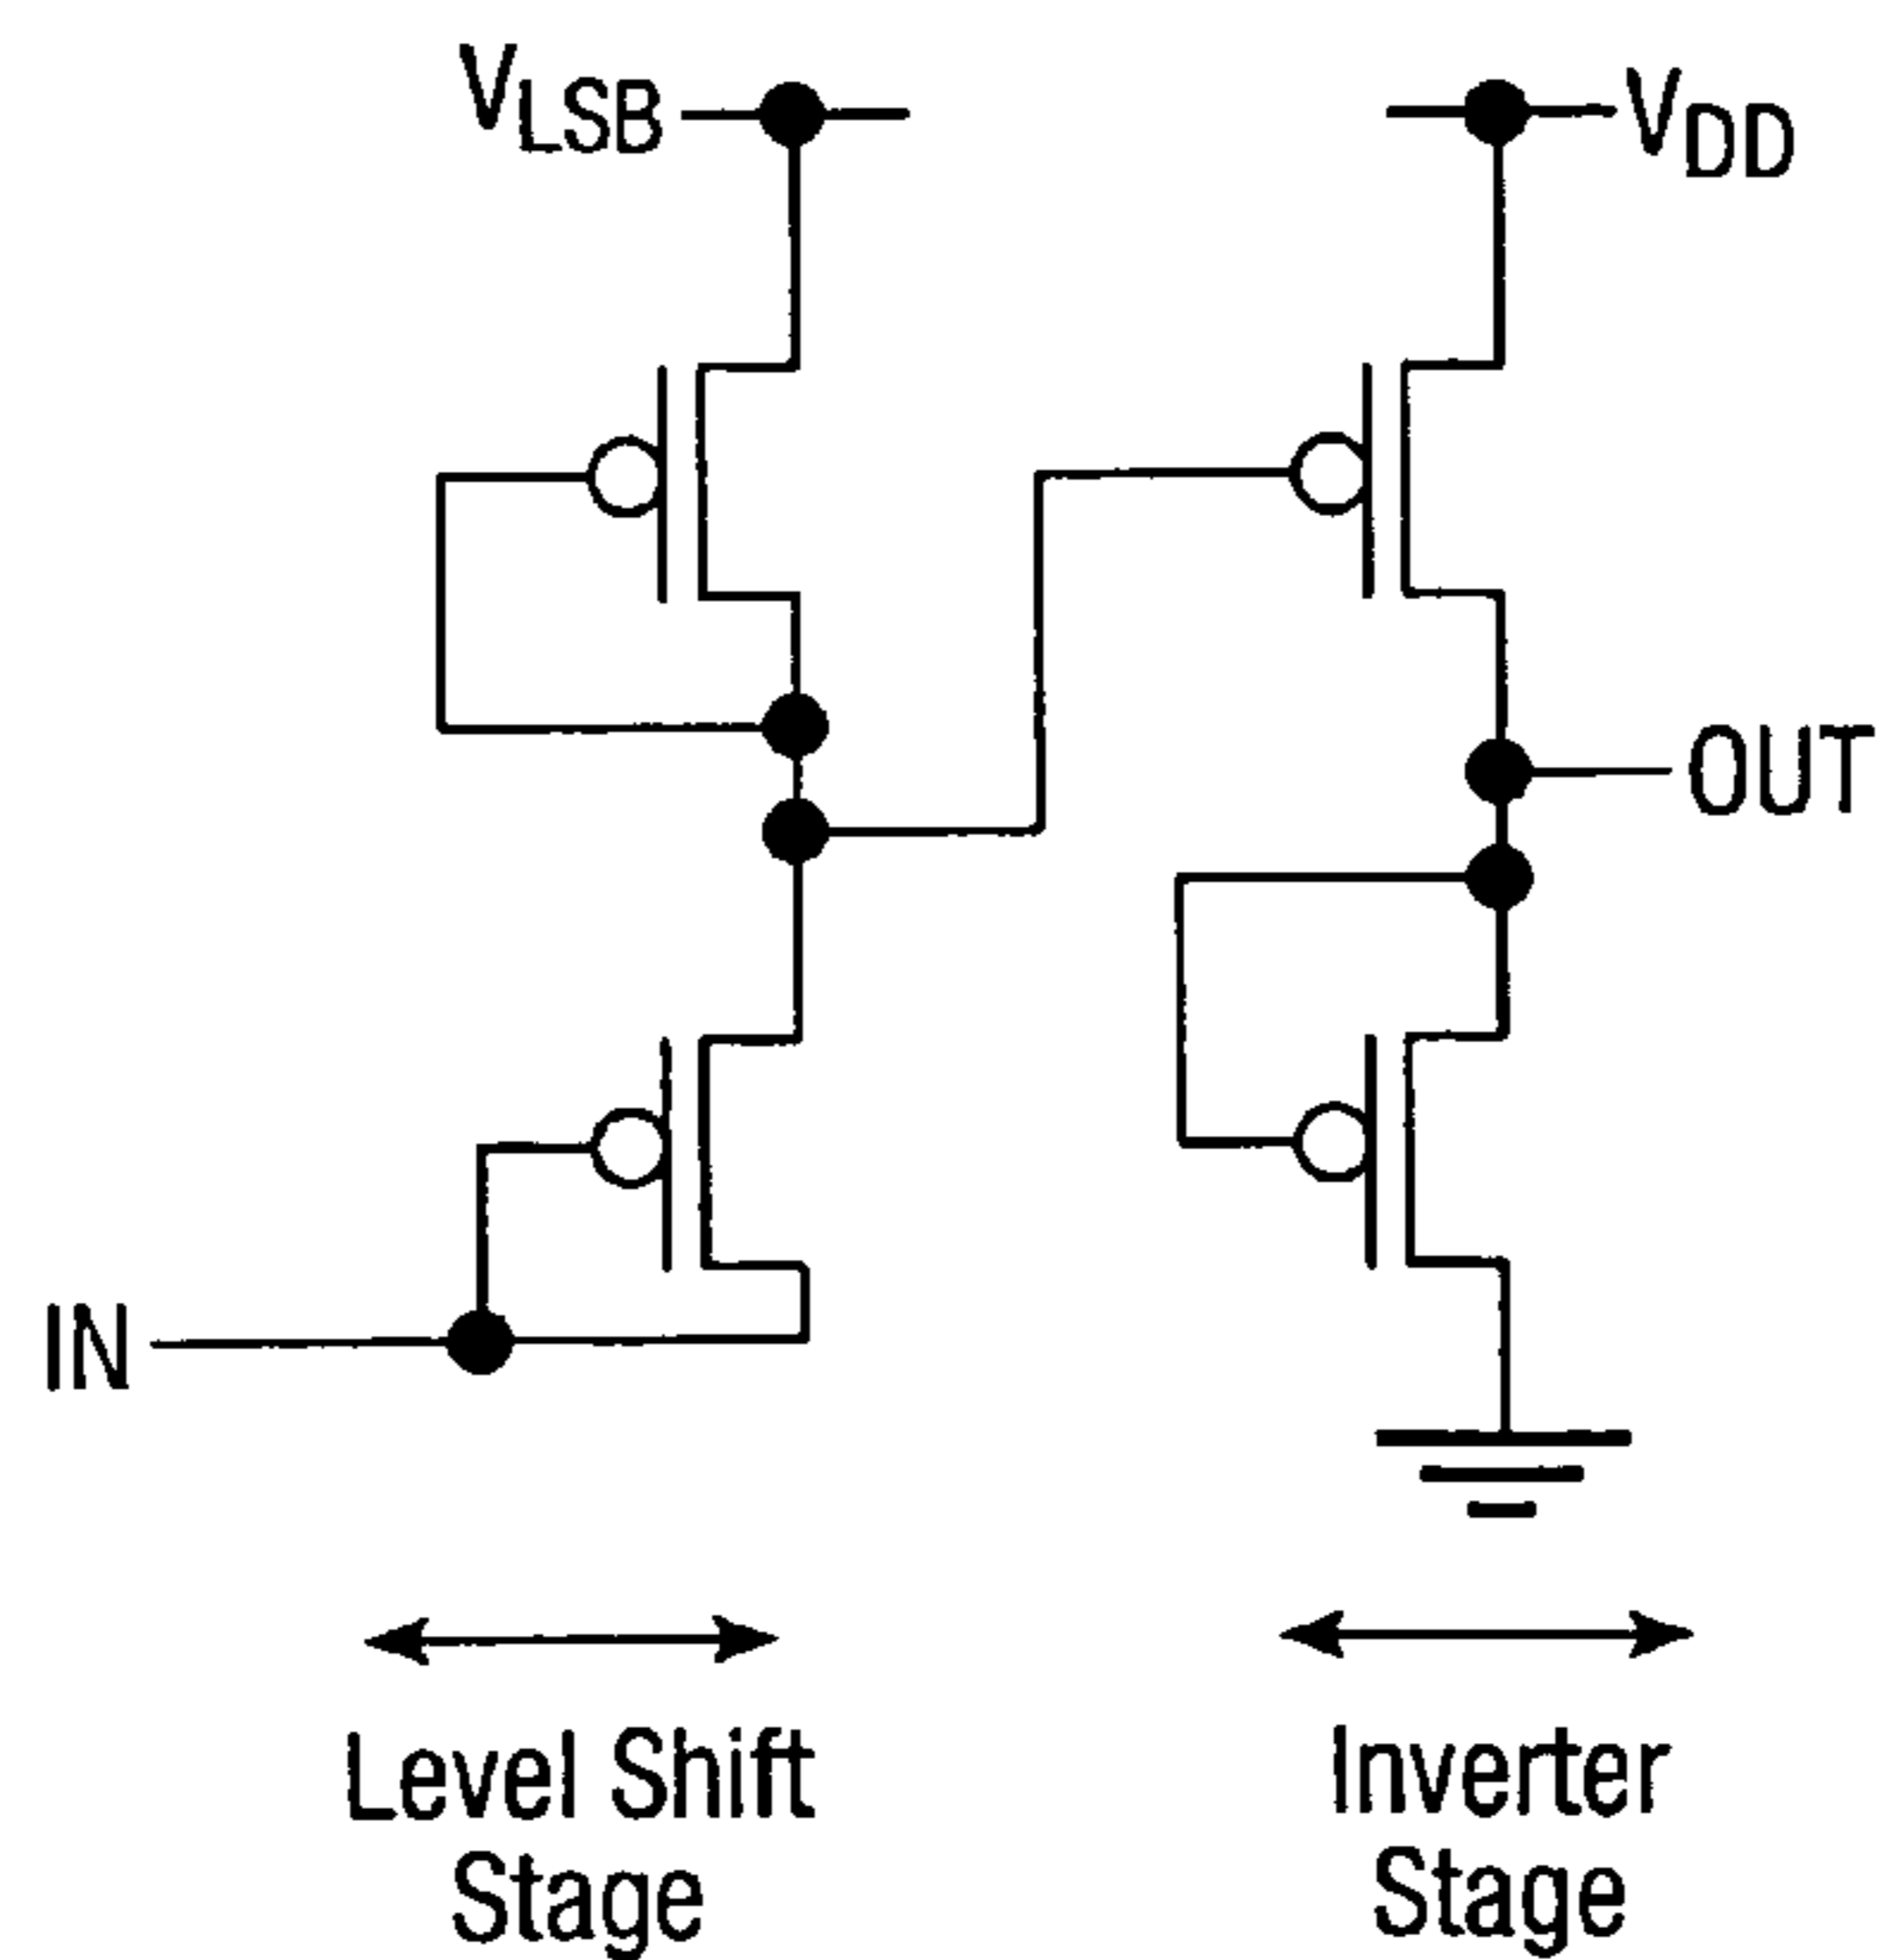 VLSB
VDD
OUT
IN
Level Shift
Stage
Inverter
Stage